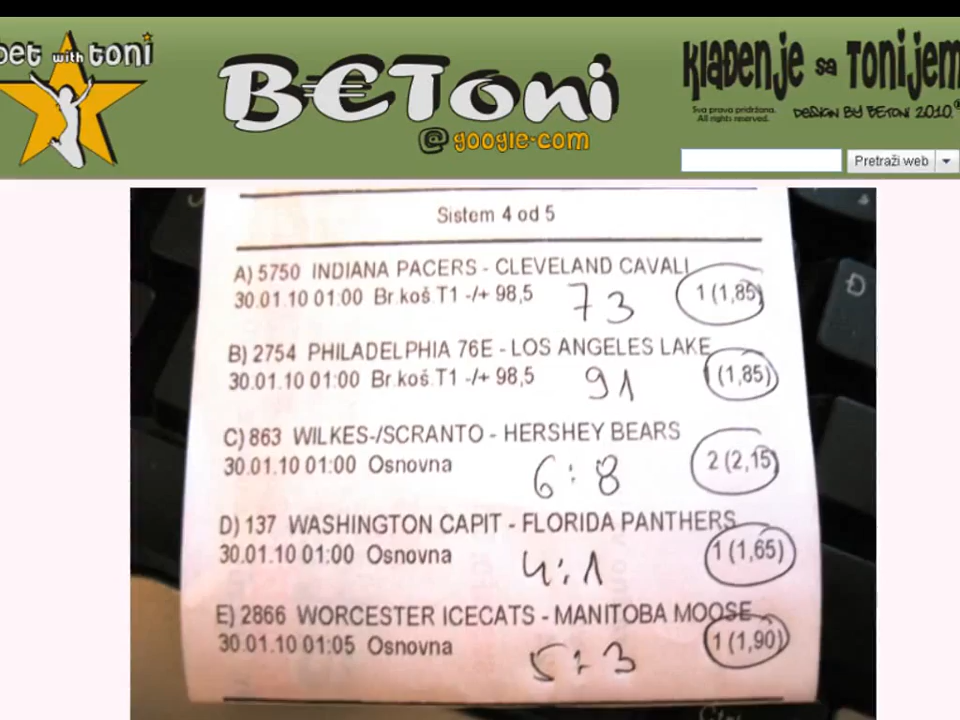 bet with toni
BEToni
@google-com
klađenje sa Tonijem
Sva prava pridržana.
All rights reserved.
DESIGN BY BETONI 2010.
Pretraži web
Sistem 4 od 5
A) 5750 INDIANA PACERS - CLEVELAND CAVALI
30.01.10 01:00 Br.koš.T1 -/+ 98,5 73 1 (1,85)
B) 2754 PHILADELPHIA 76E - LOS ANGELES LAKE
30.01.10 01:00 Br.koš.T1 -/+ 98,5 91 1 (1,85)
C) 863 WILKES-/SCRANTO - HERSHEY BEARS
30.01.10 01:00 Osnovna 6:8 2 (2,15)
D) 137 WASHINGTON CAPIT - FLORIDA PANTHERS
30.01.10 01:00 Osnovna 4:1 1 (1,65)
E) 2866 WORCESTER ICECATS - MANITOBA MOOSE
30.01.10 01:05 Osnovna 5:3 1 (1,90)
Đ